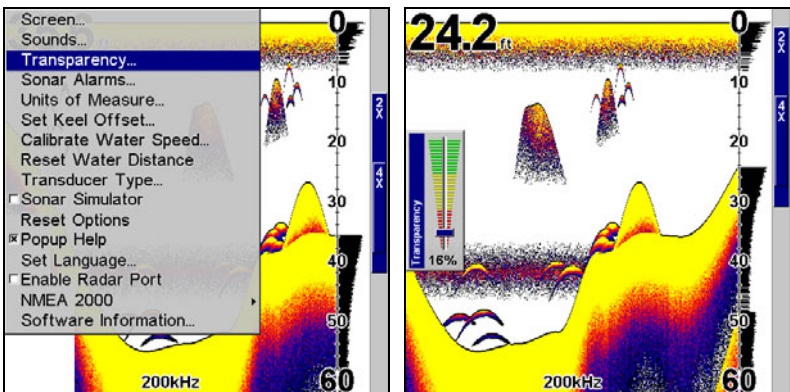 Screen...
Sounds...
Transparency...
Sonar Alarms...
Units of Measure...
Set Keel Offset...
Calibrate Water Speed...
Reset Water Distance
Transducer Type...
Sonar Simulator
Reset Options
Popup Help
Set Language...
Enable Radar Port
NMEA 2000
Software Information...
0
10
20
30
40
50
60
2X
4X
200kHz
24.2 ft
0
10
20
30
40
50
60
2X
4X
Transparency
16%
200kHz